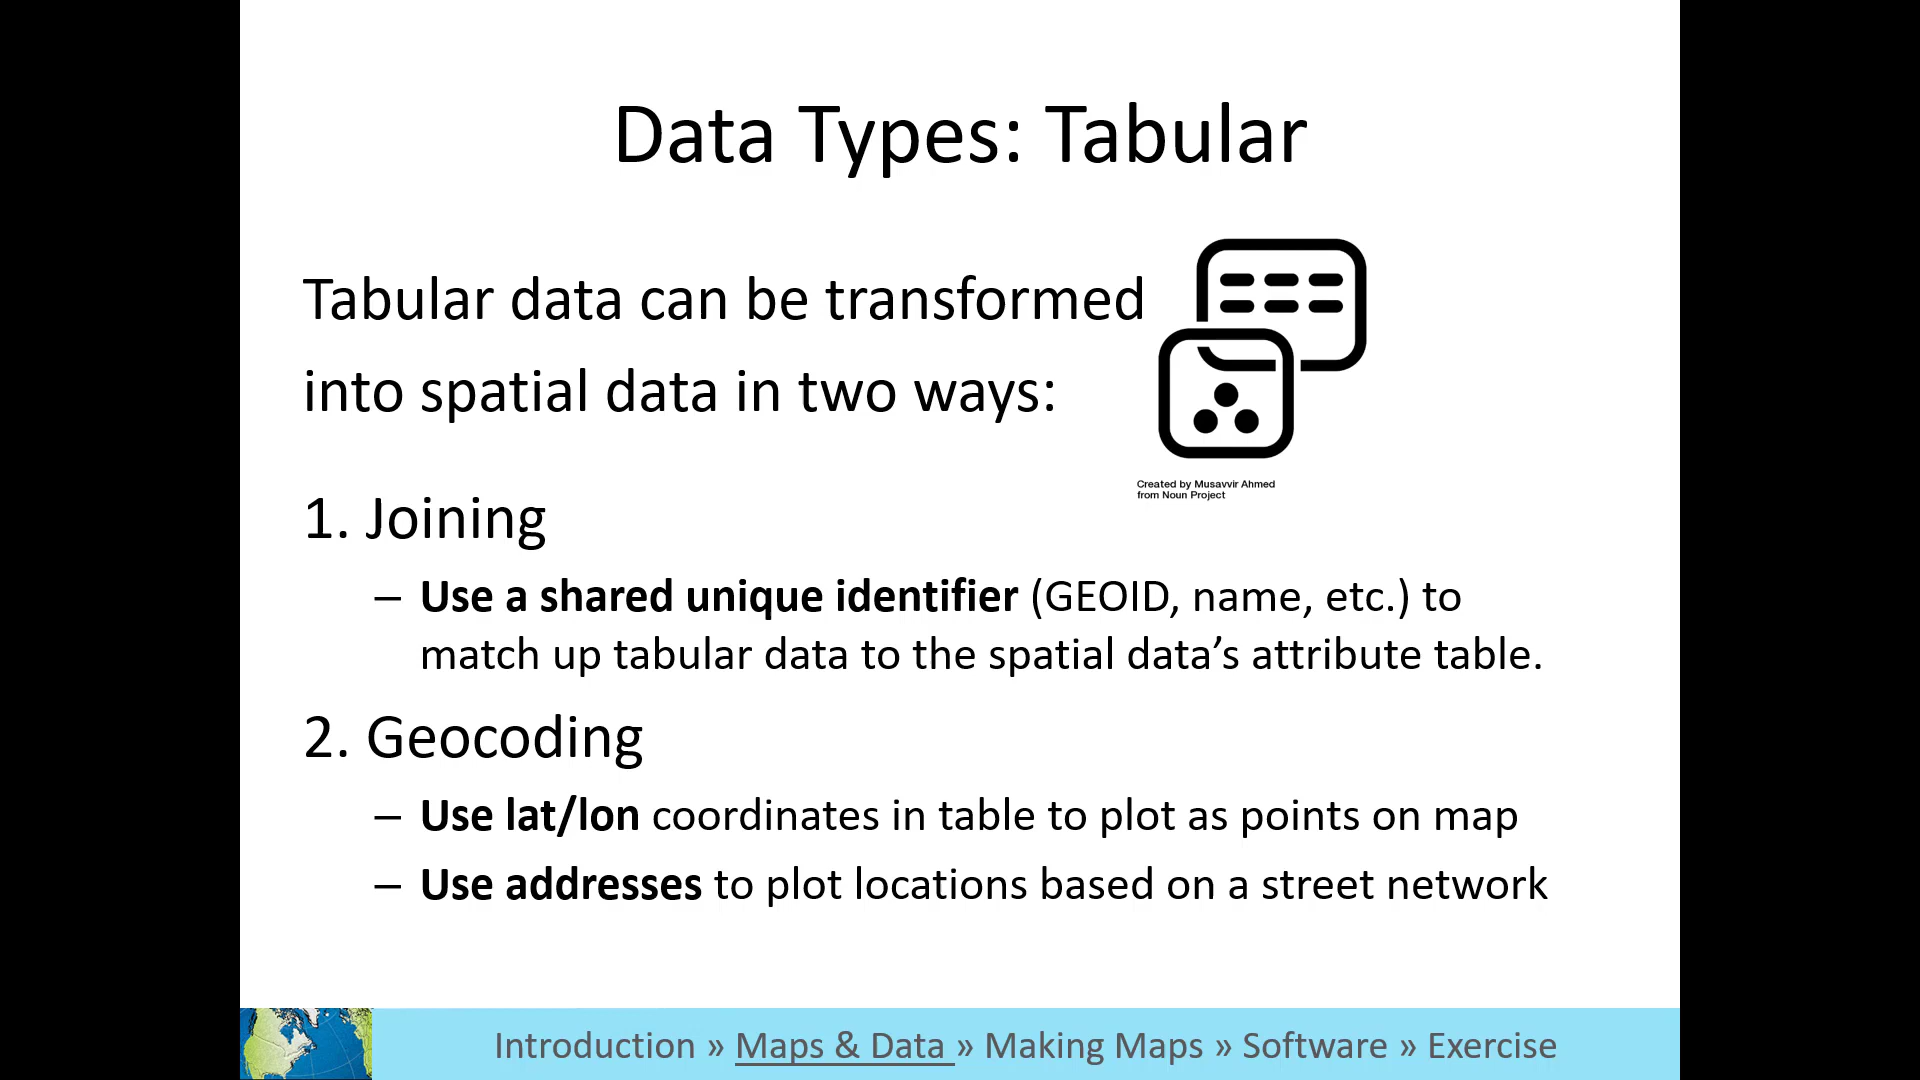 Data Types: Tabular
Tabular data can be transformed
into spatial data in two ways:
Created by Musavvir Ahmed
from Noun Project
1. Joining
– Use a shared unique identifier (GEOID, name, etc.) to
match up tabular data to the spatial data’s attribute table.
2. Geocoding
– Use lat/lon coordinates in table to plot as points on map
– Use addresses to plot locations based on a street network
Introduction » Maps & Data » Making Maps » Software » Exercise